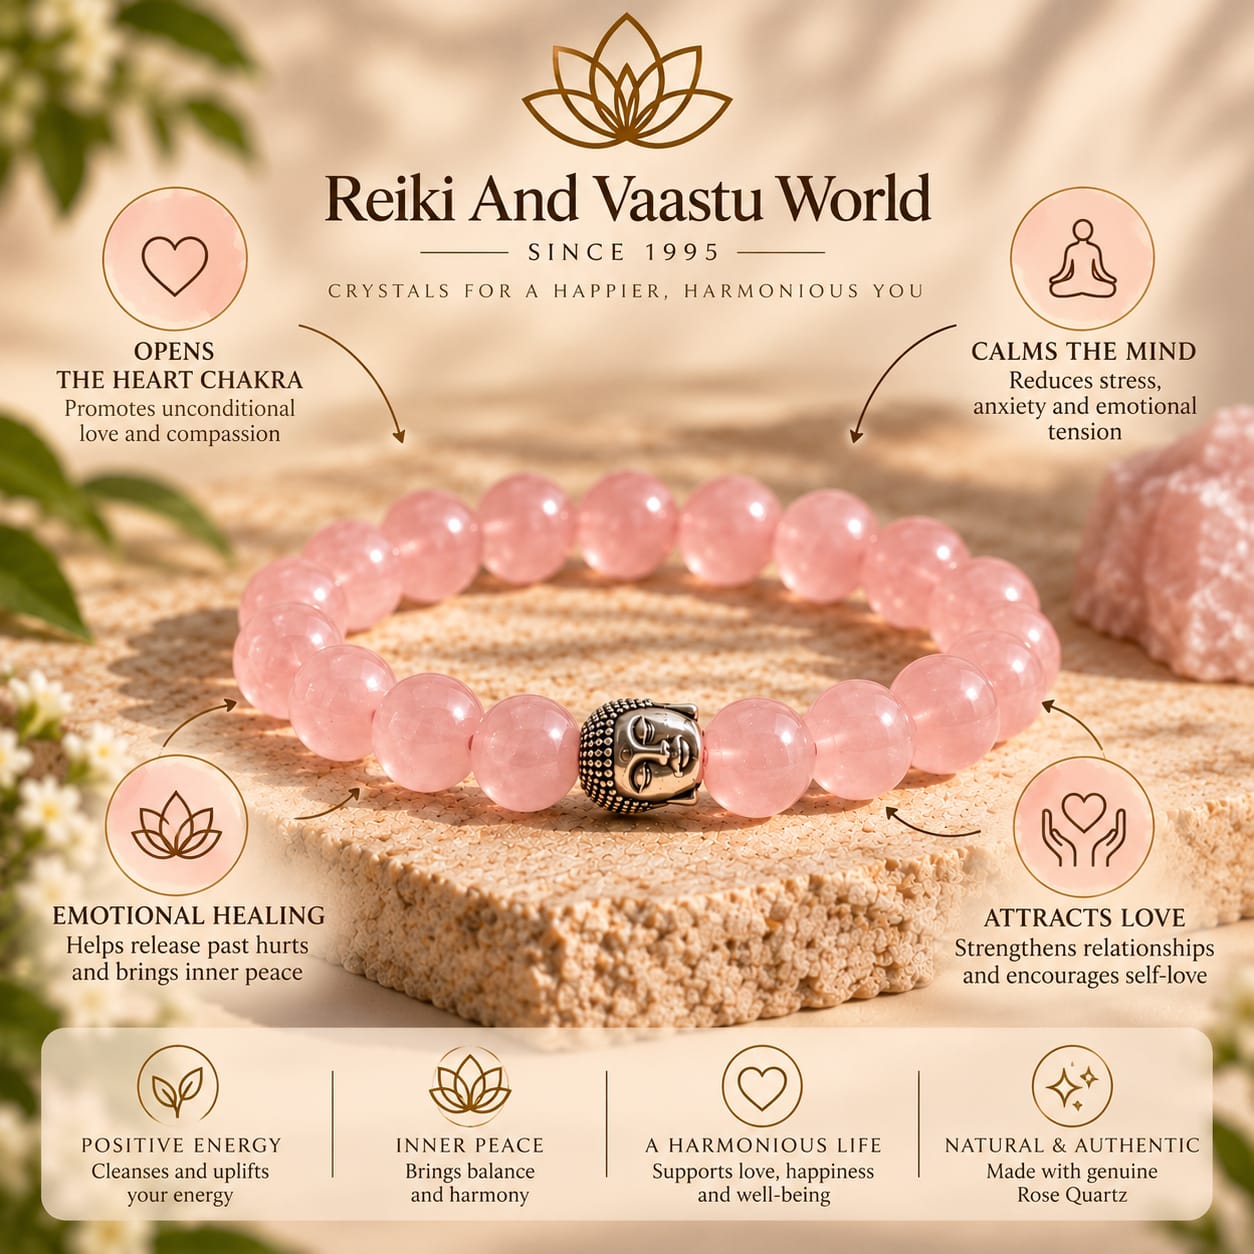 Reiki And Vaastu World
SINCE 1995
CRYSTALS FOR A HAPPIER, HARMONIOUS YOU
OPENS
THE HEART CHAKRA
Promotes unconditional
love and compassion
CALMS THE MIND
Reduces stress,
anxiety and emotional
tension
EMOTIONAL HEALING
Helps release past hurts
and brings inner peace
ATTRACTS LOVE
Strengthens relationships
and encourages self-love
POSITIVE ENERGY
Cleanses and uplifts
your energy
INNER PEACE
Brings balance
and harmony
A HARMONIOUS LIFE
Supports love, happiness
and well-being
NATURAL & AUTHENTIC
Made with genuine
Rose Quartz